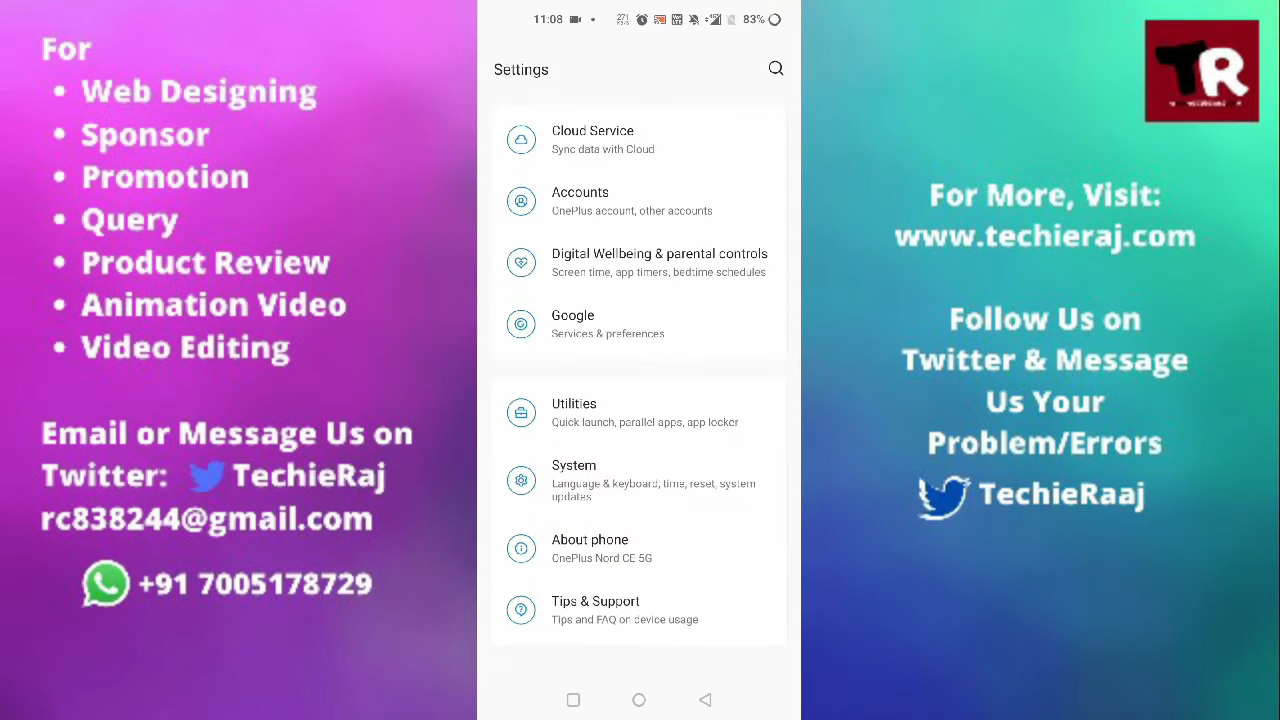 For
• Web Designing
• Sponsor
• Promotion
• Query
• Product Review
• Animation Video
• Video Editing
Email or Message Us on
Twitter: TechieRaj
rc838244@gmail.com
+91 7005178729
11:08
83%
Settings
Cloud Service
Sync data with Cloud
Accounts
OnePlus account, other accounts
Digital Wellbeing & parental controls
Screen time, app timers, bedtime schedules
Google
Services & preferences
Utilities
Quick launch, parallel apps, app locker
System
Language & keyboard, time, reset, system
updates
About phone
OnePlus Nord CE 5G
Tips & Support
Tips and FAQ on device usage
TR
For More, Visit:
www.techieraj.com
Follow Us on
Twitter & Message
Us Your
Problem/Errors
TechieRaaj